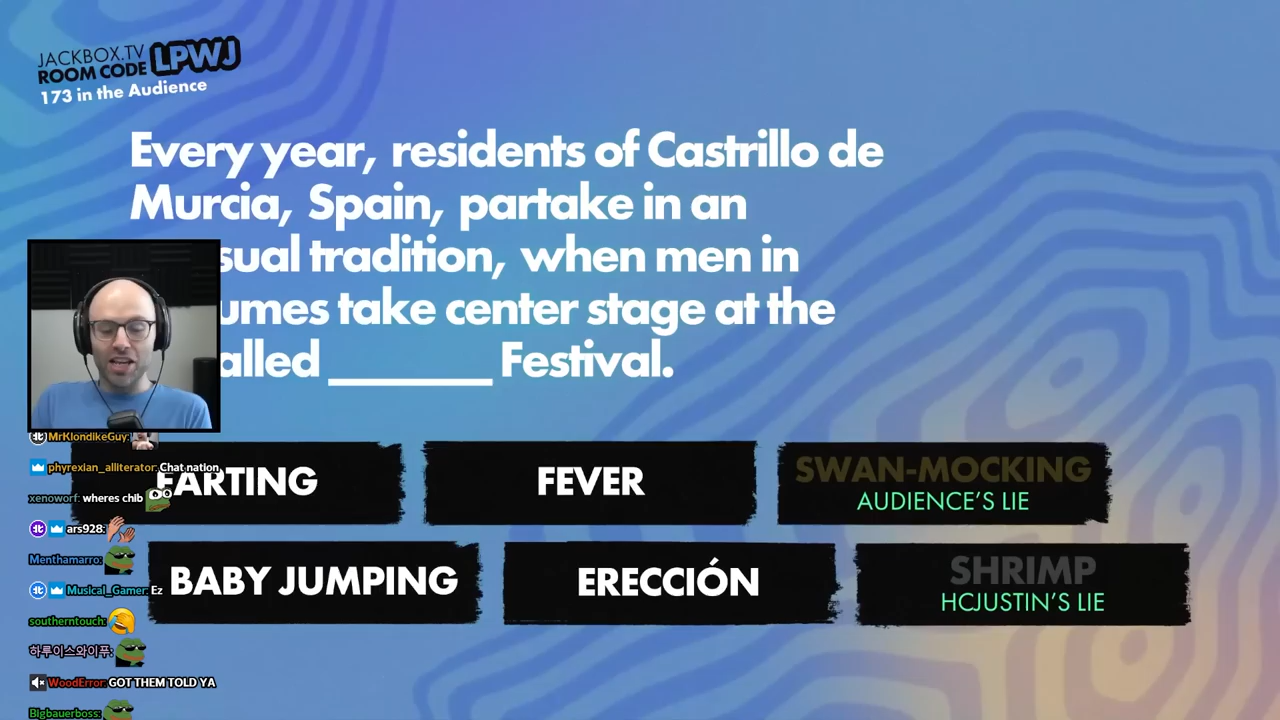 JACKBOX.TV
ROOM CODE LPWJ
173 in the Audience
Every year, residents of Castrillo de
Murcia, Spain, partake in an
sual tradition, when men in
umes take center stage at the
alled ______ Festival.
FARTING
FEVER
SWAN-MOCKING
AUDIENCE'S LIE
BABY JUMPING
ERECCIÓN
SHRIMP
HCJUSTIN'S LIE
MrKlondikeGuy:
phyrexian_alliterator: Chat nation
xenoworf: wheres chib
ars928:
Menthamarro:
Musical_Gamer: Ez
southerntouch:
하루이스와이푸:
WoodError: GOT THEM TOLD YA
Bigbauerboss: